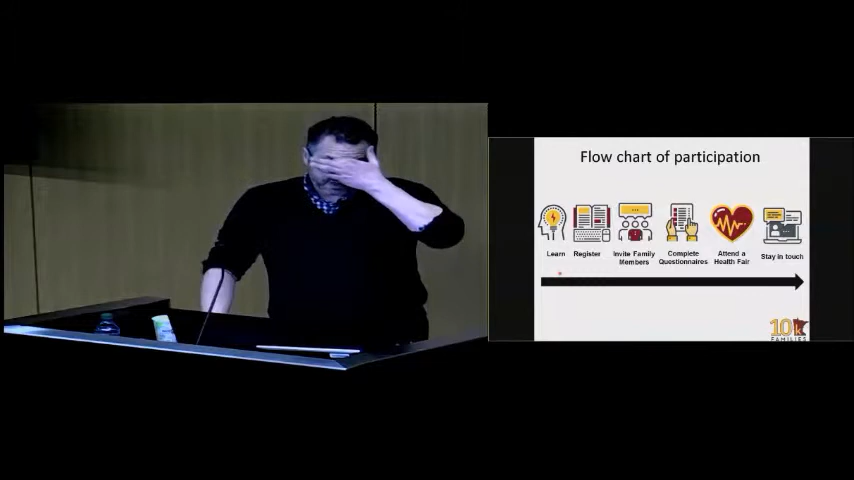 Flow chart of participation
Learn
Register
Invite Family
Members
Complete
Questionnaires
Attend a
Health Fair
Stay in touch
10K
FAMILIES